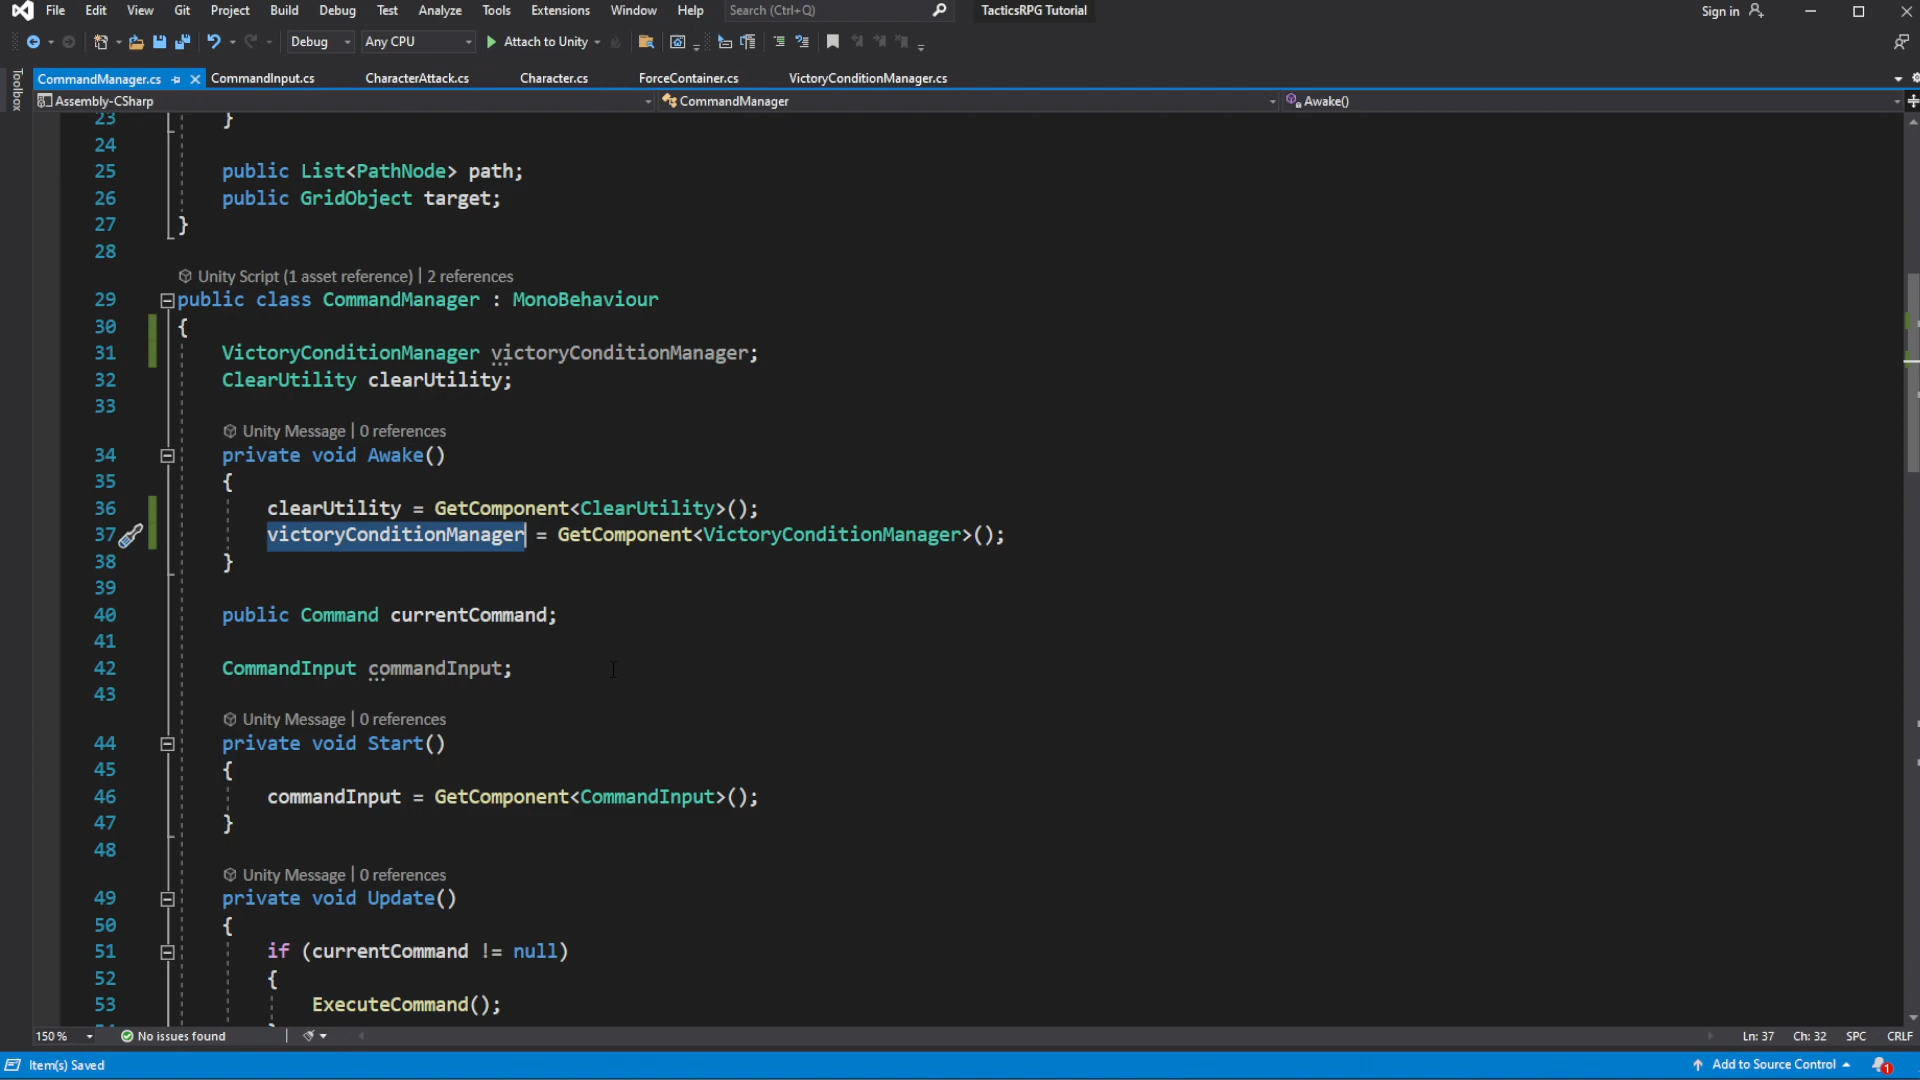 File Edit View Git Project Build Debug Test Analyze Tools Extensions Window Help Search (Ctrl+Q) TacticsRPG Tutorial Sign in
Debug Any CPU Attach to Unity
CommandManager.cs CommandInput.cs CharacterAttack.cs Character.cs ForceContainer.cs VictoryConditionManager.cs
Assembly-CSharp CommandManager Awake()
Toolbox
23 }
24
25 public List<PathNode> path;
26 public GridObject target;
27 }
28
Unity Script (1 asset reference) | 2 references
29 public class CommandManager : MonoBehaviour
30 {
31 VictoryConditionManager victoryConditionManager;
32 ClearUtility clearUtility;
33
Unity Message | 0 references
34 private void Awake()
35 {
36 clearUtility = GetComponent<ClearUtility>();
37 victoryConditionManager = GetComponent<VictoryConditionManager>();
38 }
39
40 public Command currentCommand;
41
42 CommandInput commandInput;
43
Unity Message | 0 references
44 private void Start()
45 {
46 commandInput = GetComponent<CommandInput>();
47 }
48
Unity Message | 0 references
49 private void Update()
50 {
51 if (currentCommand != null)
52 {
53 ExecuteCommand();
150 % No issues found Ln: 37 Ch: 32 SPC CRLF
Item(s) Saved Add to Source Control 1